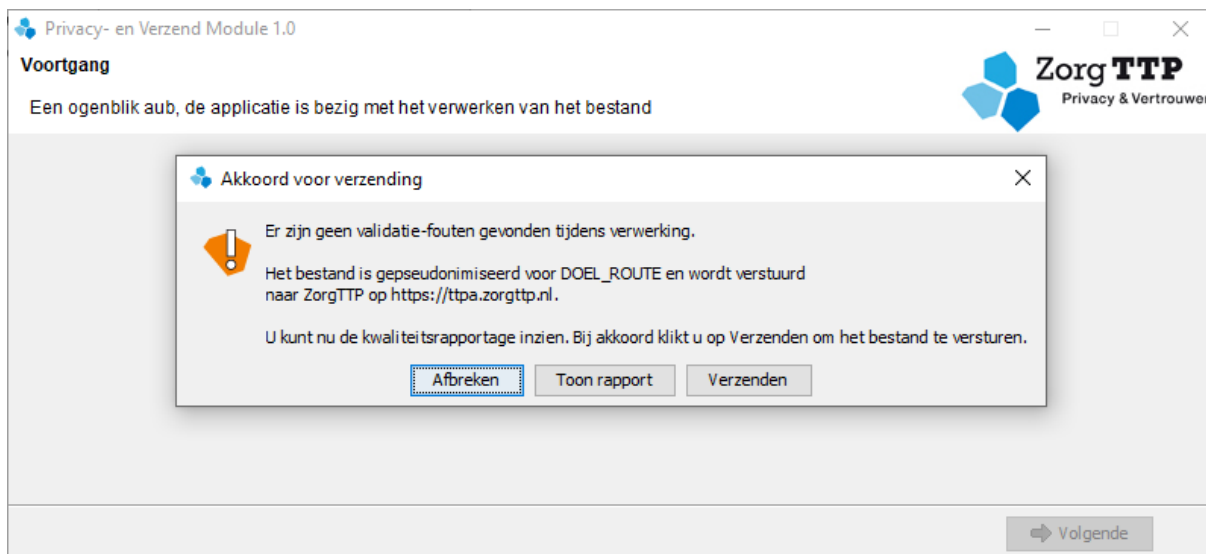 Privacy- en Verzend Module 1.0
Voortgang
Een ogenblik aub, de applicatie is bezig met het verwerken van het bestand
Zorg TTP
Privacy & Vertrouwe
Akkoord voor verzending
Er zijn geen validatie-fouten gevonden tijdens verwerking.
Het bestand is gepseudonimiseerd voor DOEL_ROUTE en wordt verstuurd
naar ZorgTTP op https://ttpa.zorgttp.nl.
U kunt nu de kwaliteitsrapportage inzien. Bij akkoord klikt u op Verzenden om het bestand te versturen.
Afbreken Toon rapport Verzenden
Volgende